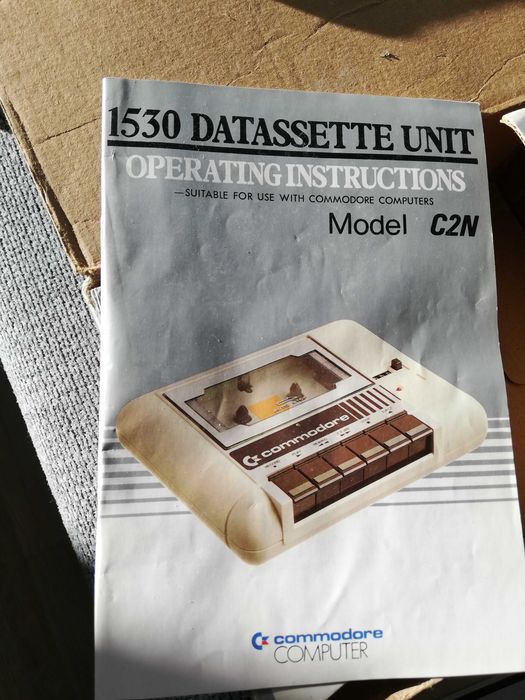 1530 DATASSETTE UNIT
OPERATING INSTRUCTIONS
—SUITABLE FOR USE WITH COMMODORE COMPUTERS
Model C2N
commodore
commodore
COMPUTER